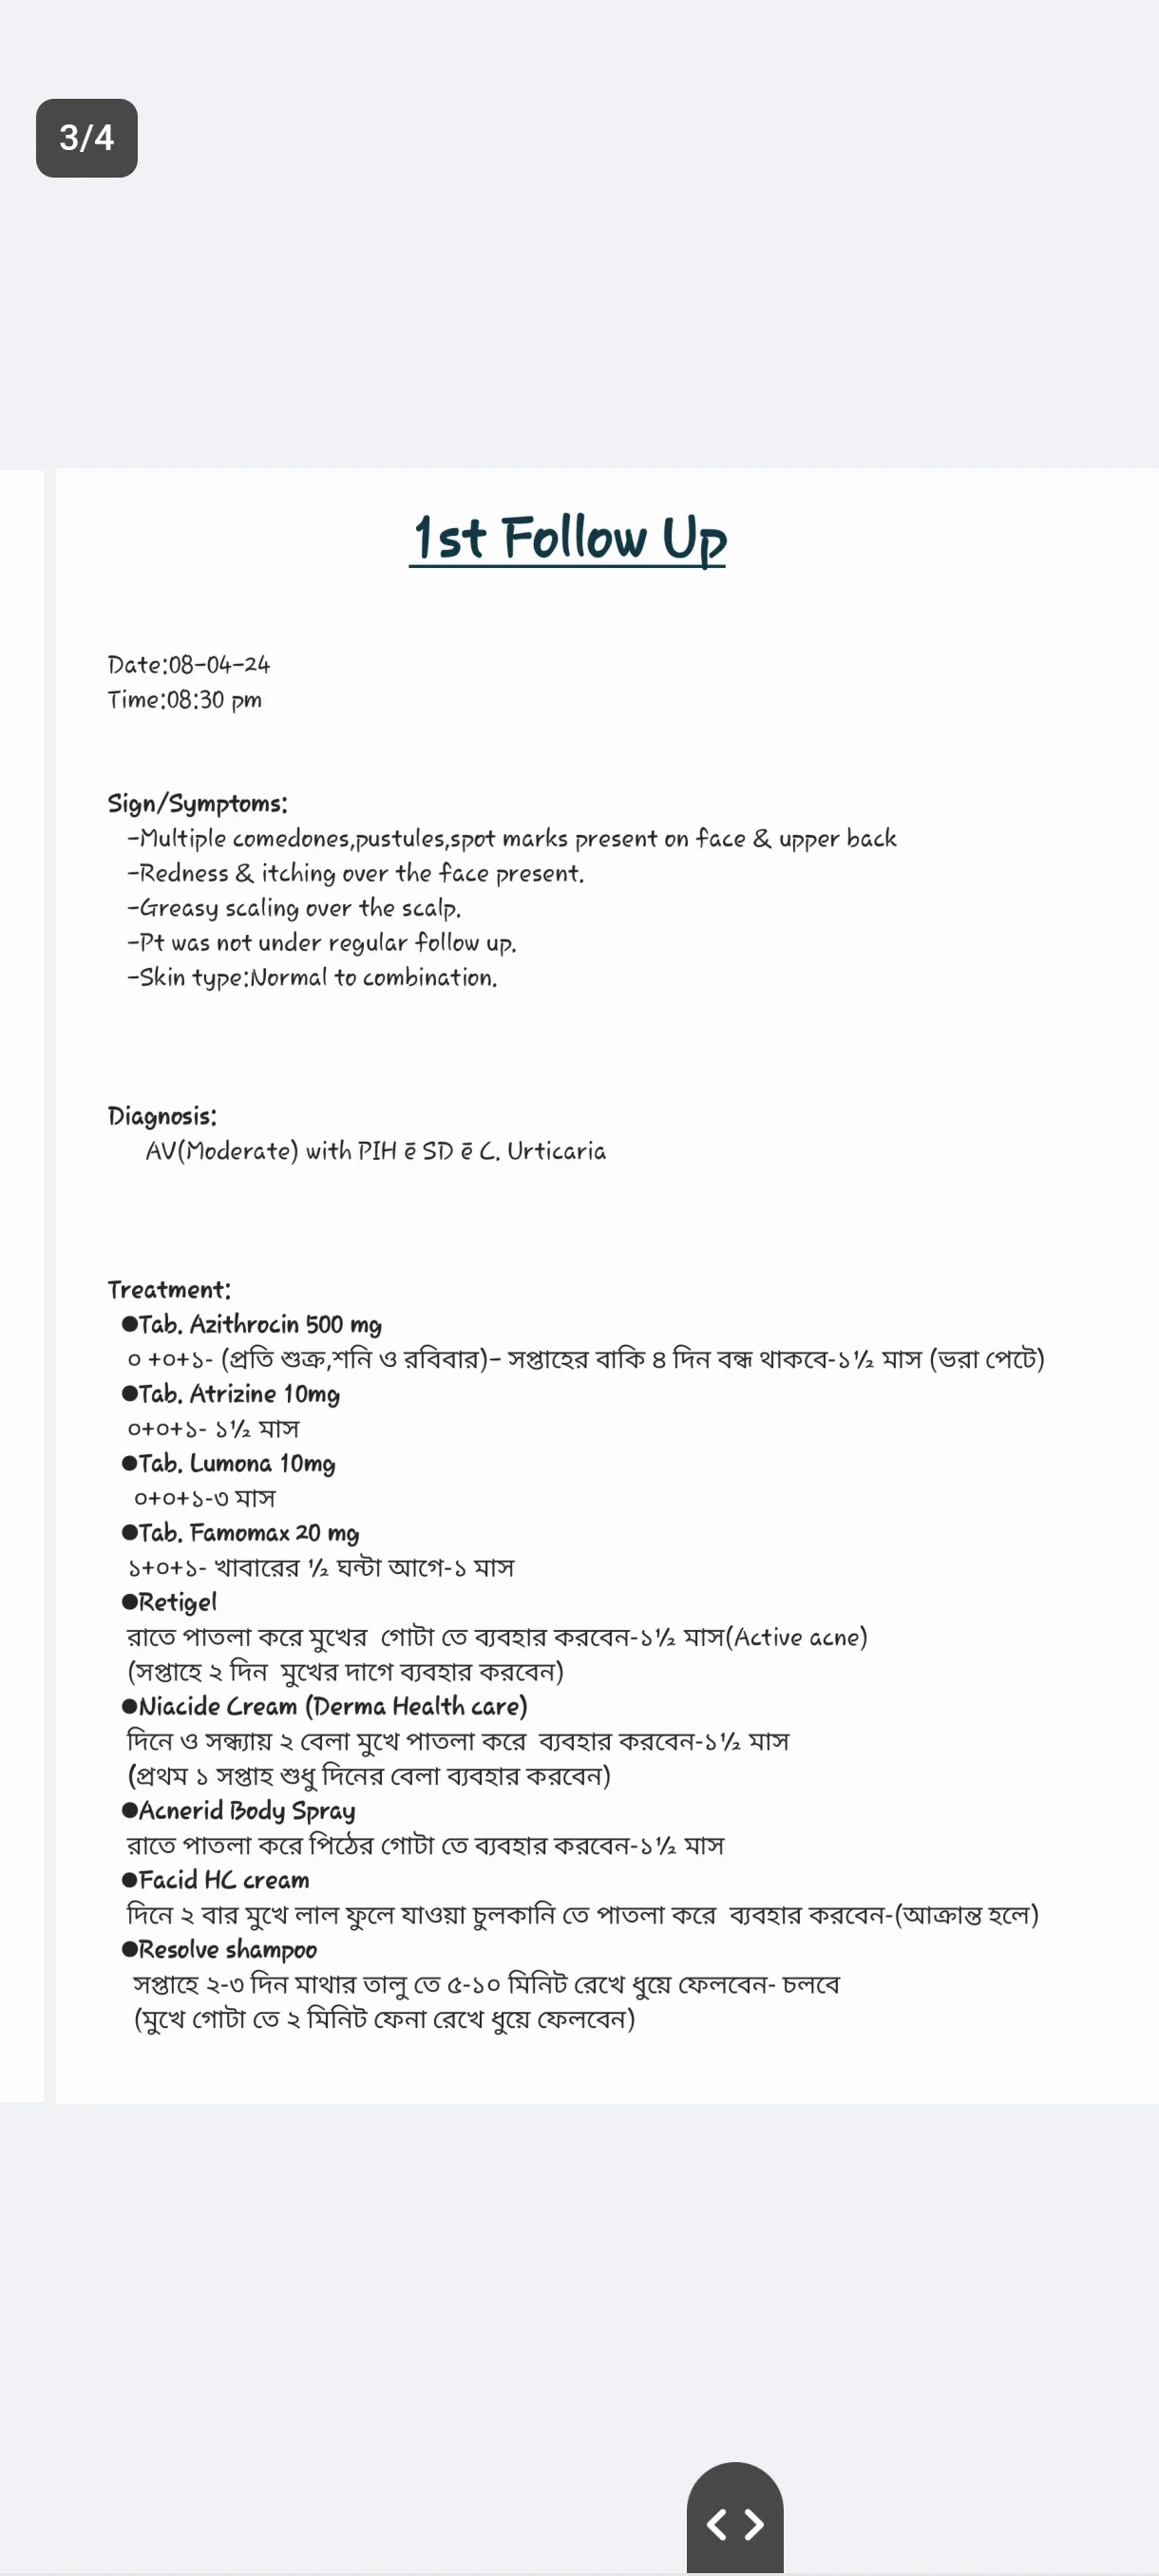 3/4
1st Follow Up
Date:08-04-24
Time:08:30 pm
Sign/Symptoms:
-Multiple comedones,pustules,spot marks present on face & upper back
-Redness & itching over the face present.
-Greasy scaling over the scalp.
-Pt was not under regular follow up.
-Skin type:Normal to combination.
Diagnosis:
AV(Moderate) with PIH ē SD ē C. Urticaria
Treatment:
●Tab. Azithrocin 500 mg
০ +০+১- (প্রতি শুক্র,শনি ও রবিবার)- সপ্তাহের বাকি ৪ দিন বন্ধ থাকবে-১½ মাস (ভরা পেটে)
●Tab. Atrizine 10mg
০+০+১- ১½ মাস
●Tab. Lumona 10mg
০+০+১-৩ মাস
●Tab. Famomax 20 mg
১+০+১- খাবারের ½ ঘন্টা আগে-১ মাস
●Retigel
রাতে পাতলা করে মুখের গোটা তে ব্যবহার করবেন-১½ মাস(Active acne)
(সপ্তাহে ২ দিন মুখের দাগে ব্যবহার করবেন)
●Niacide Cream (Derma Health care)
দিনে ও সন্ধ্যায় ২ বেলা মুখে পাতলা করে ব্যবহার করবেন-১½ মাস
(প্রথম ১ সপ্তাহ শুধু দিনের বেলা ব্যবহার করবেন)
●Acnerid Body Spray
রাতে পাতলা করে পিঠের গোটা তে ব্যবহার করবেন-১½ মাস
●Facid HC cream
দিনে ২ বার মুখে লাল ফুলে যাওয়া চুলকানি তে পাতলা করে ব্যবহার করবেন-(আক্রান্ত হলে)
●Resolve shampoo
সপ্তাহে ২-৩ দিন মাথার তালু তে ৫-১০ মিনিট রেখে ধুয়ে ফেলবেন- চলবে
(মুখে গোটা তে ২ মিনিট ফেনা রেখে ধুয়ে ফেলবেন)